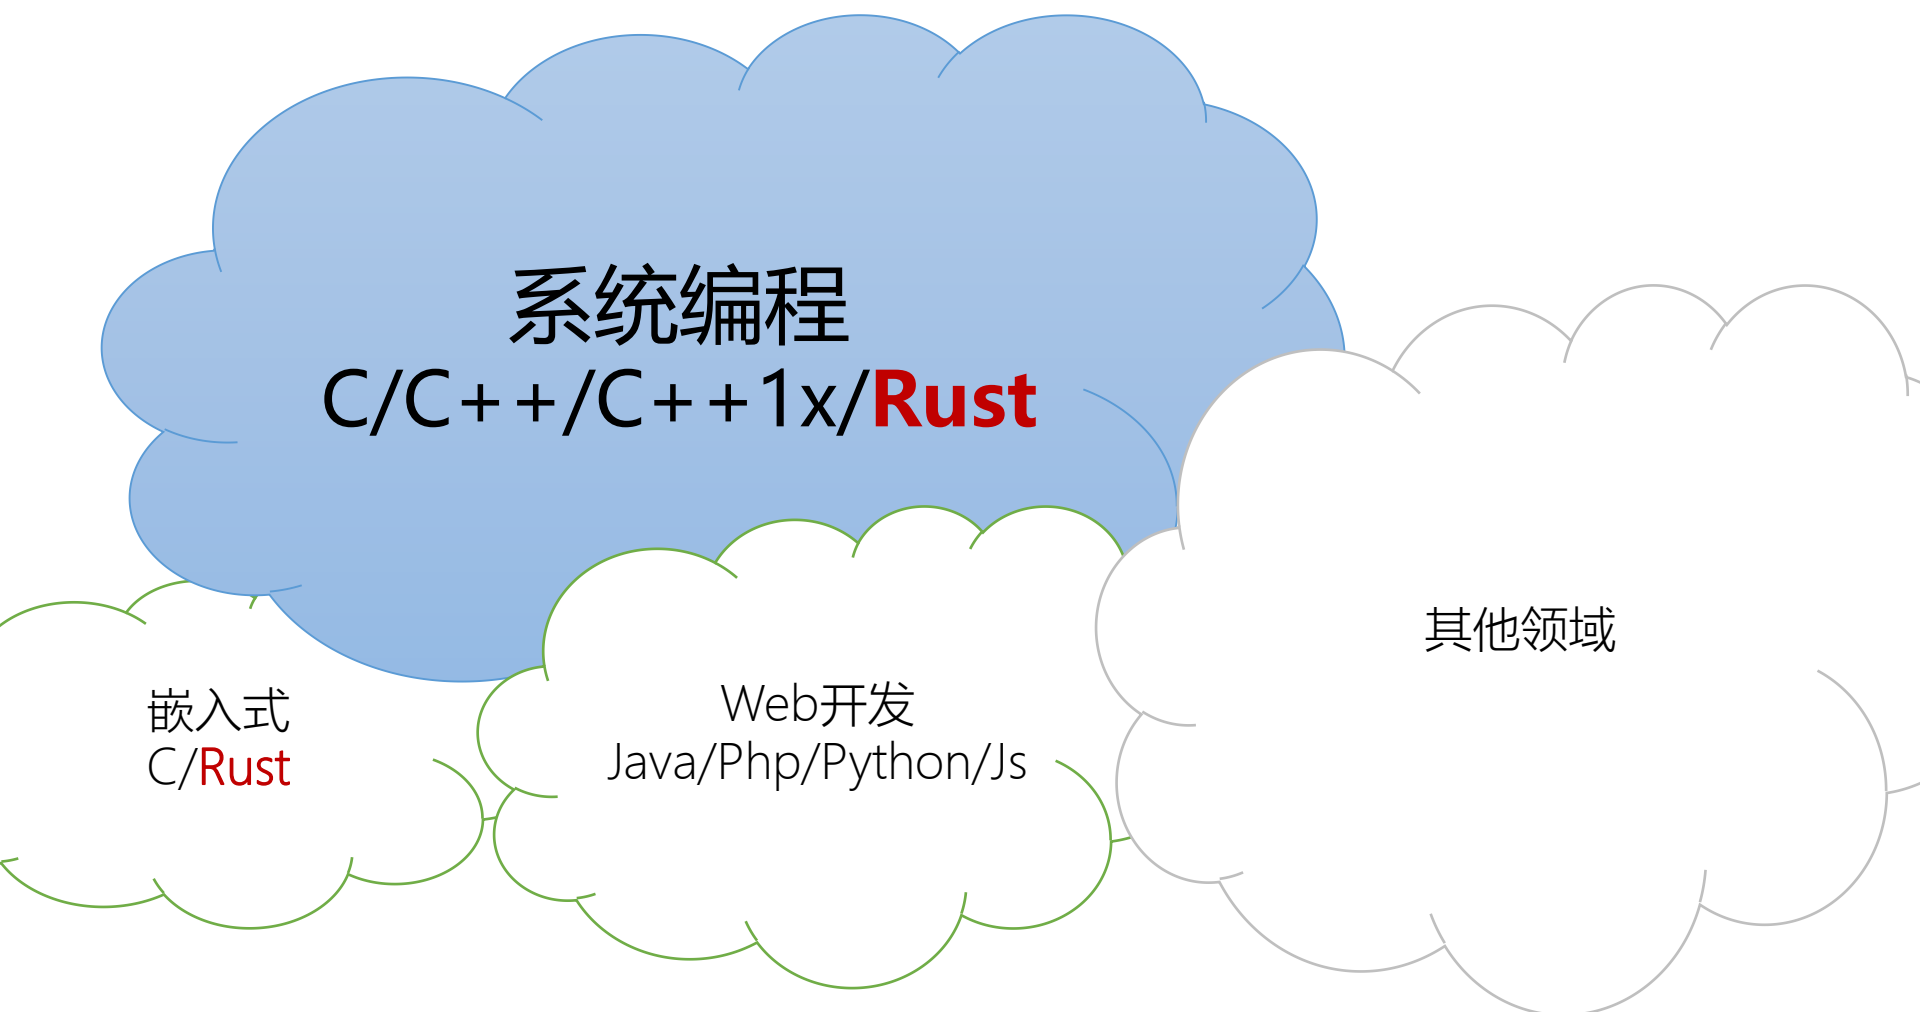 系统编程
C/C++/C++1x/Rust
嵌入式
C/Rust
Web开发
Java/Php/Python/Js
其他领域